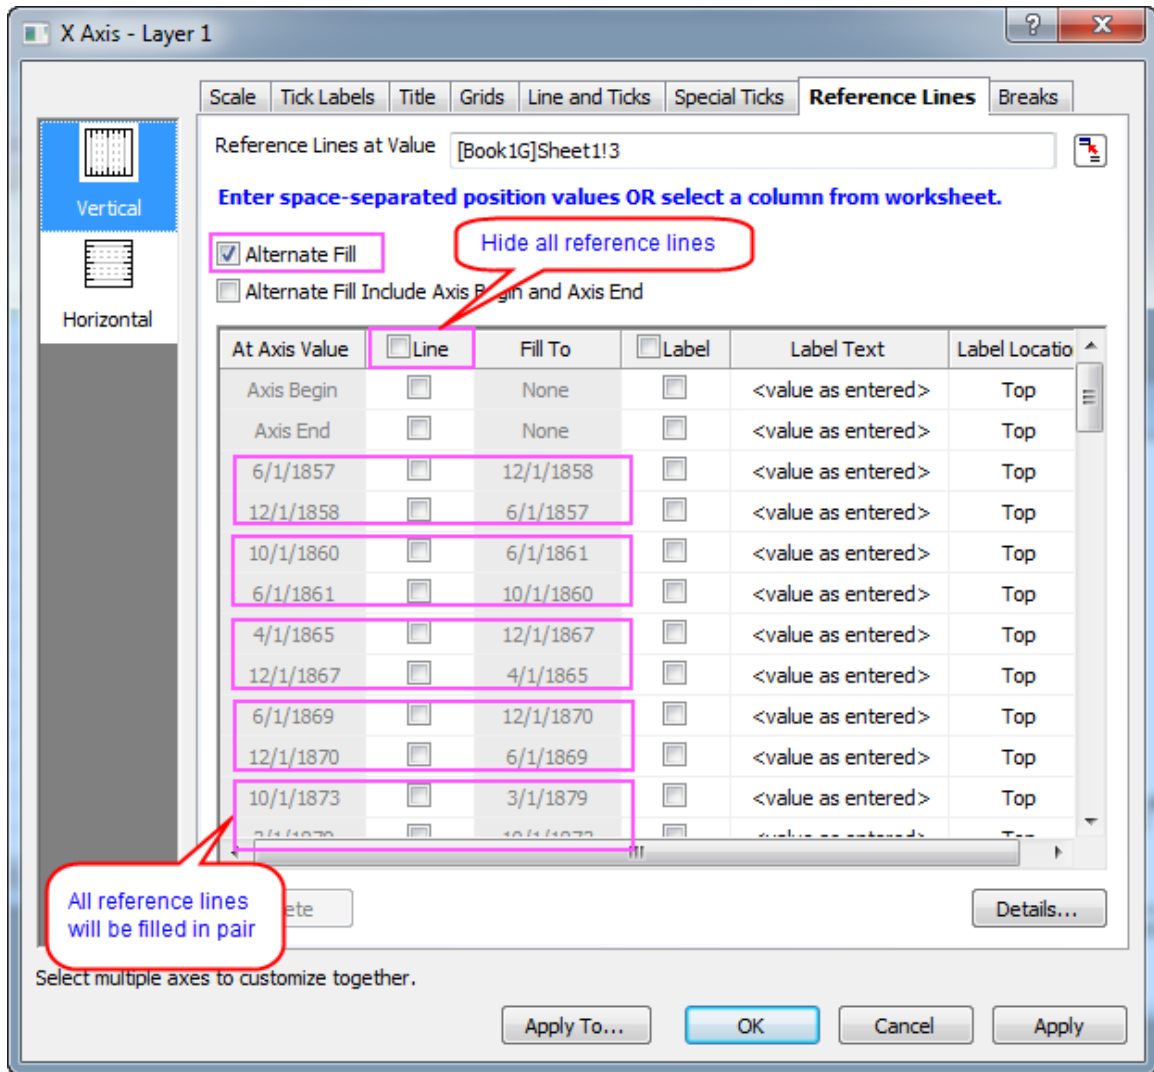 X Axis - Layer 1
Scale Tick Labels Title Grids Line and Ticks Special Ticks Reference Lines Breaks
Vertical
Horizontal
Reference Lines at Value [Book1G]Sheet1!3
Enter space-separated position values OR select a column from worksheet.
Alternate Fill
Hide all reference lines
Alternate Fill Include Axis Begin and Axis End
At Axis Value Line Fill To Label Label Text Label Locatio
Axis Begin None <value as entered> Top
Axis End None <value as entered> Top
6/1/1857 12/1/1858 <value as entered> Top
12/1/1858 6/1/1857 <value as entered> Top
10/1/1860 6/1/1861 <value as entered> Top
6/1/1861 10/1/1860 <value as entered> Top
4/1/1865 12/1/1867 <value as entered> Top
12/1/1867 4/1/1865 <value as entered> Top
6/1/1869 12/1/1870 <value as entered> Top
12/1/1870 6/1/1869 <value as entered> Top
10/1/1873 3/1/1879 <value as entered> Top
All reference lines
will be filled in pair
ete
Details...
Select multiple axes to customize together.
Apply To... OK Cancel Apply